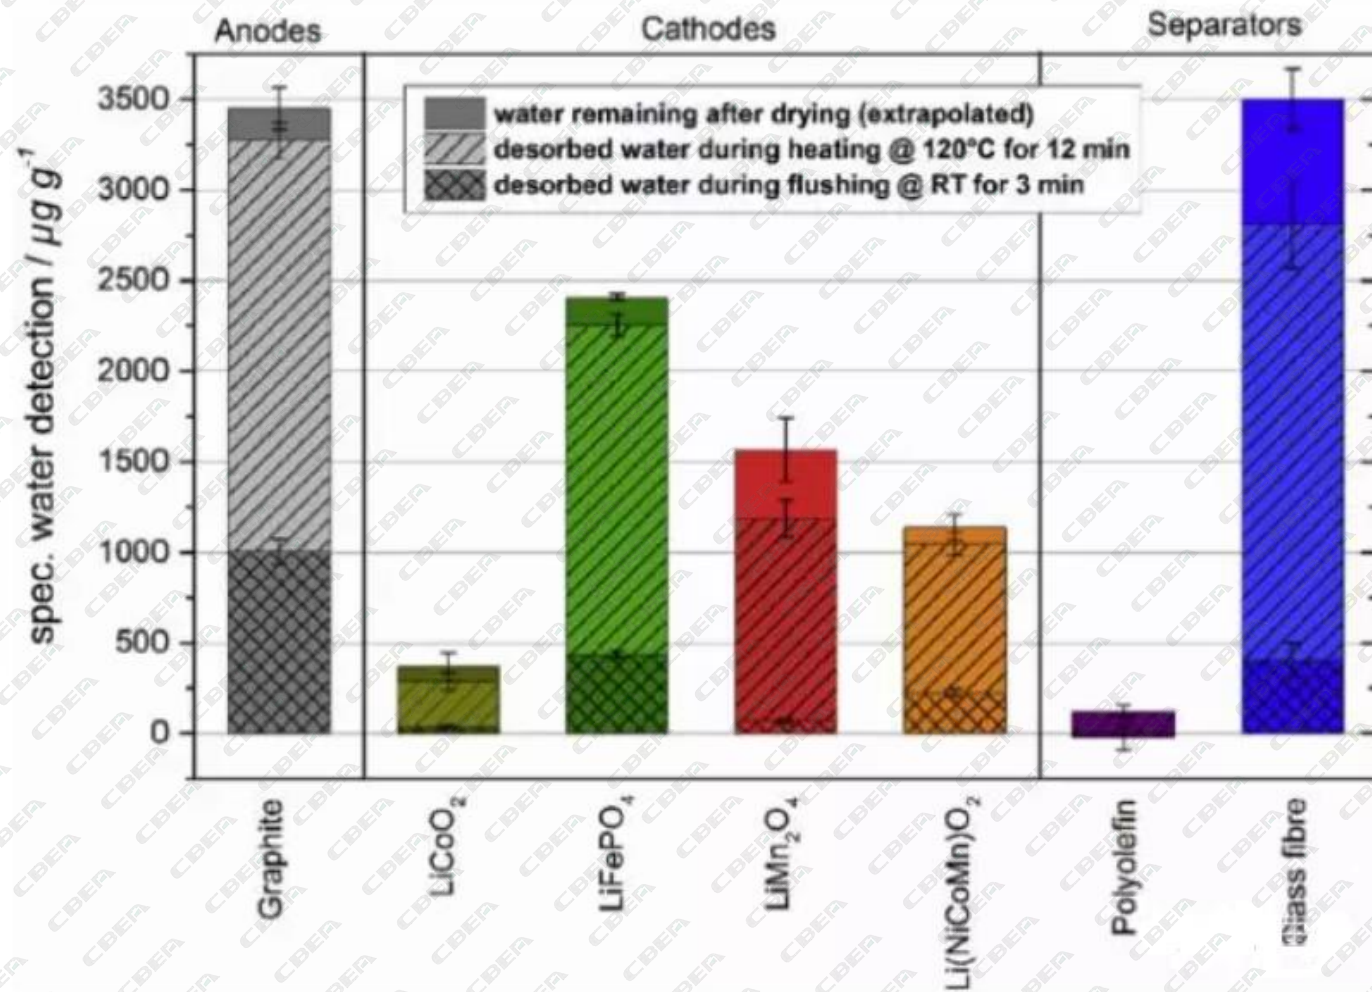 Anodes
Cathodes
Separators
spec. water detection / µg g⁻¹
3500
3000
2500
2000
1500
1000
500
0
water remaining after drying (extrapolated)
desorbed water during heating @ 120°C for 12 min
desorbed water during flushing @ RT for 3 min
Graphite
LiCoO₂
LiFePO₄
LiMn₂O₄
Li(NiCoMn)O₂
Polyolefin
Glass fibre
CBEA